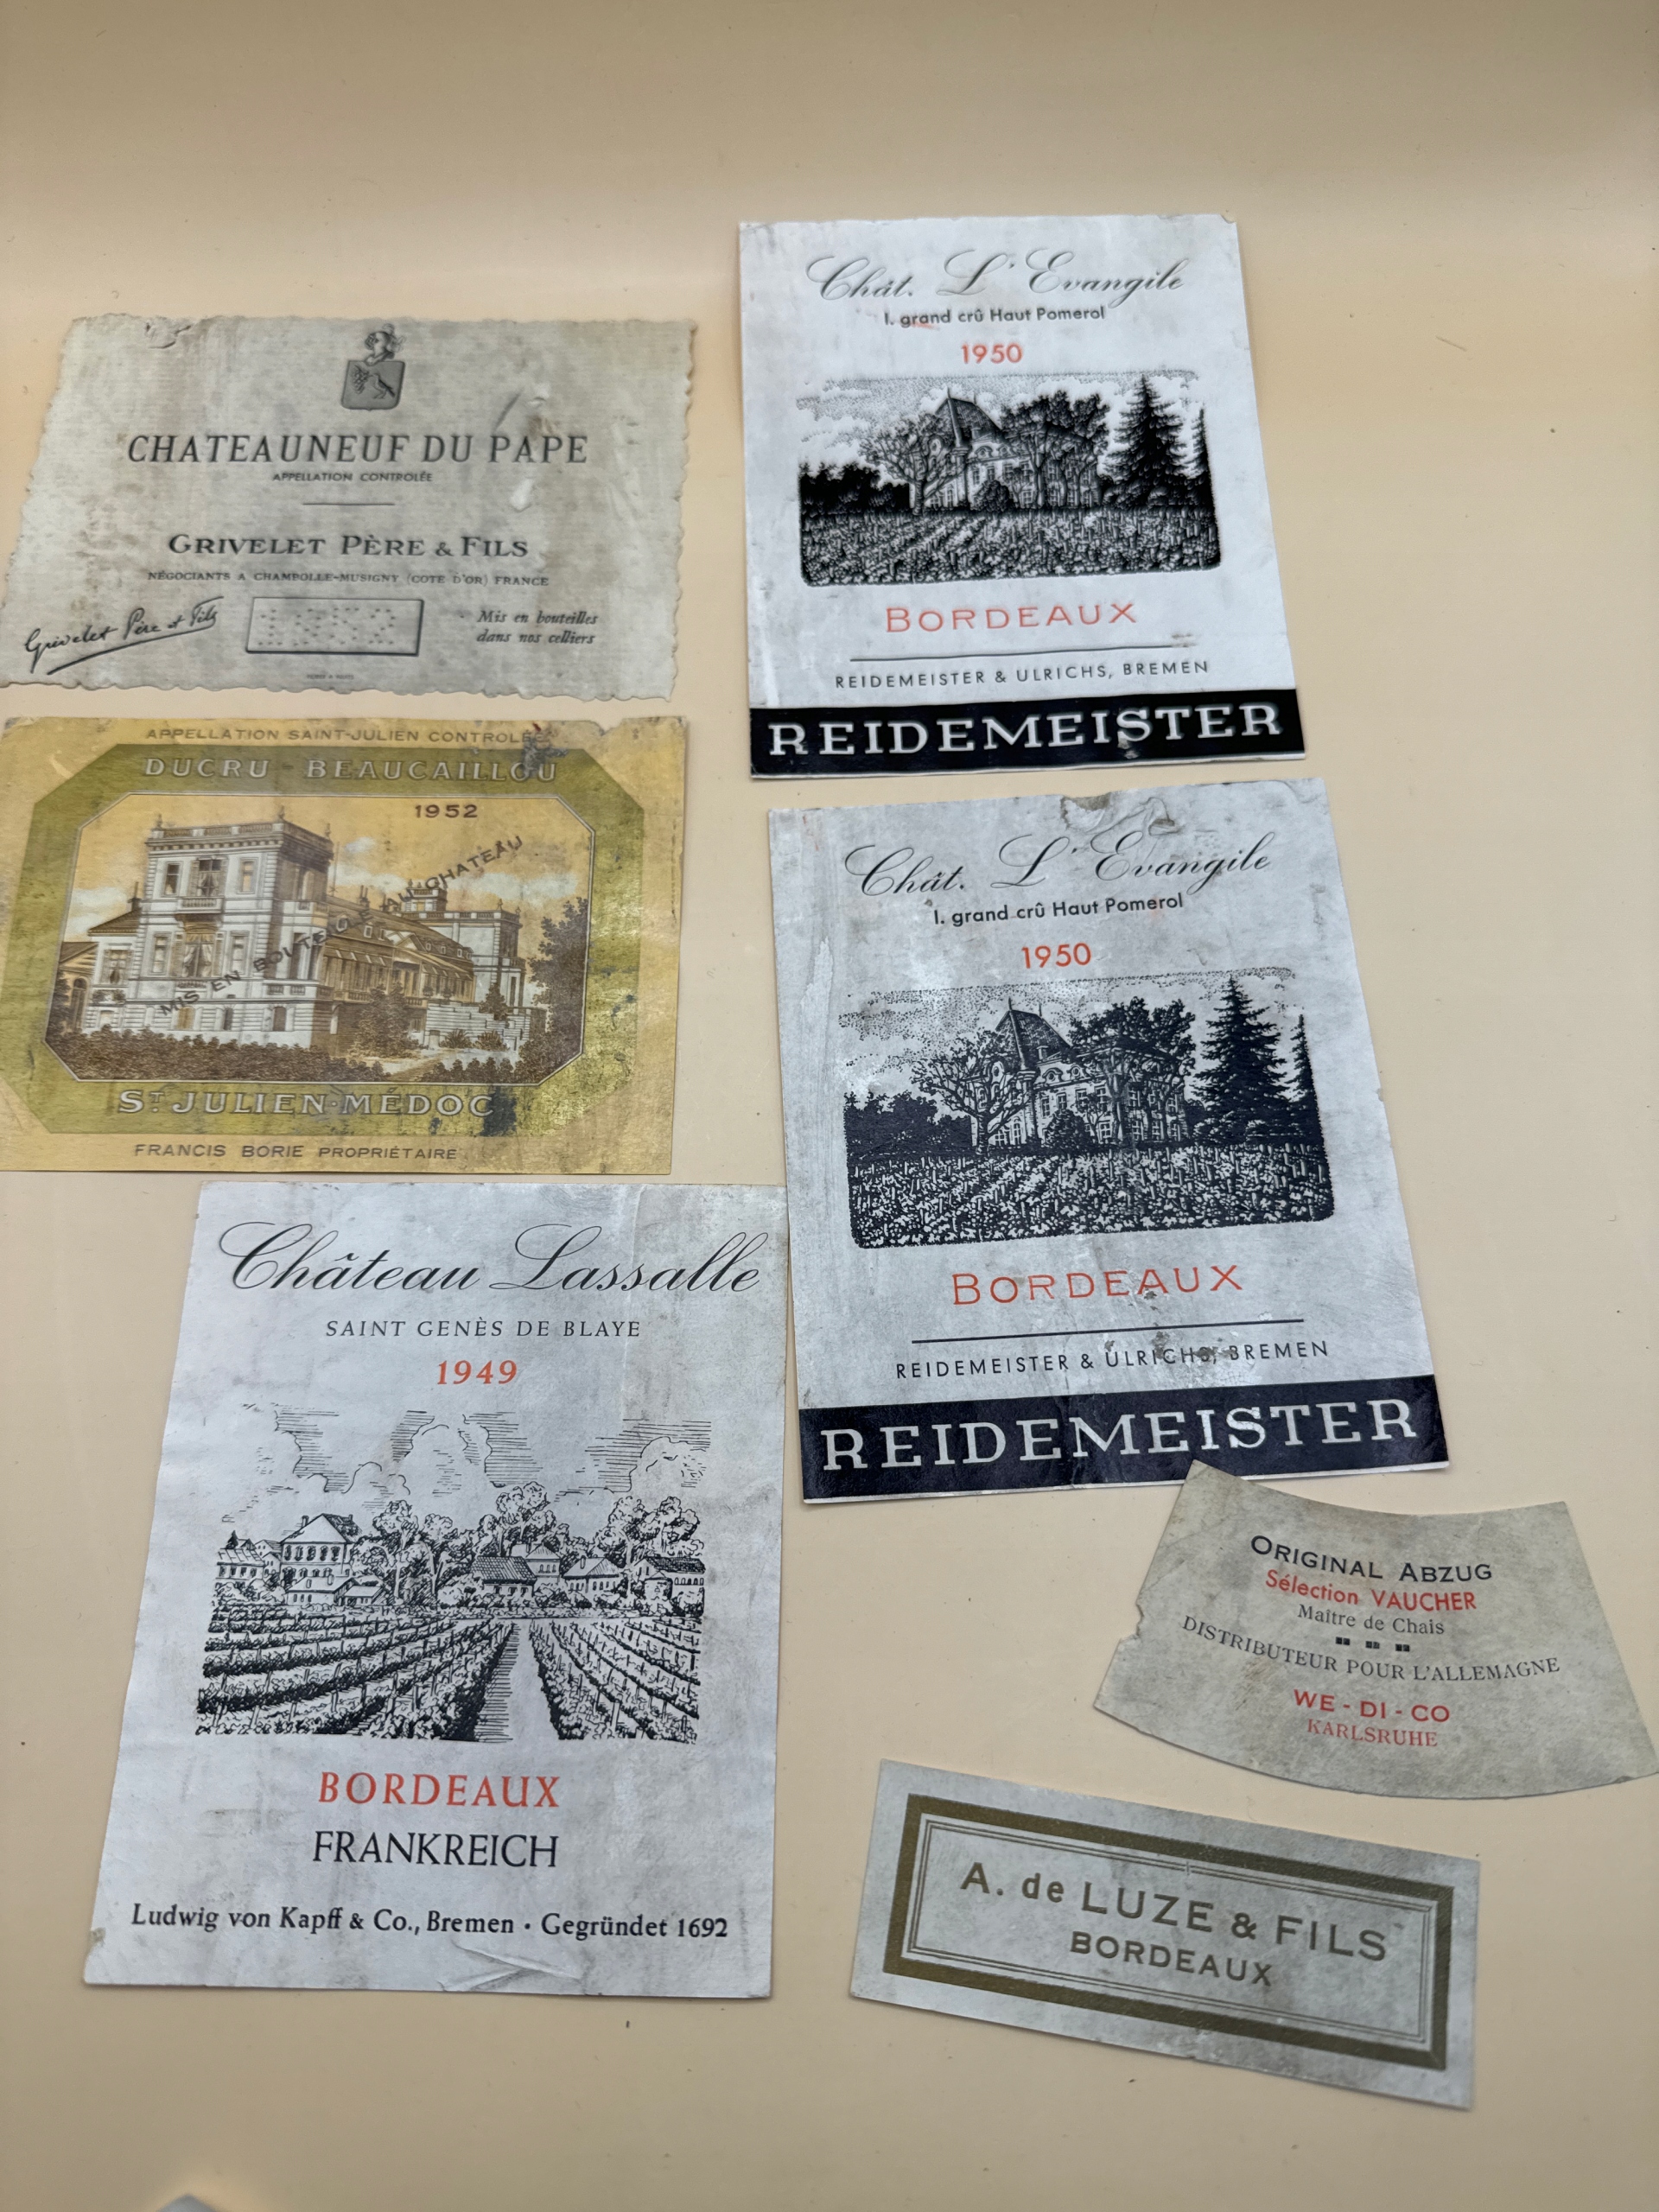 CHATEAUNEUF DU PAPE
APPELLATION CONTROLÉE
GRIVELET PÈRE & FILS
NÉGOCIANTS A CHAMBOLLE-MUSIGNY (COTE D'OR) FRANCE
Grivelet Père et Fils
Mis en bouteilles
dans nos celliers
APPELLATION SAINT-JULIEN CONTROLÉE
DUCRU - BEAUCAILLOU
1952
MIS EN BOUTEILLE AU CHATEAU
ST JULIEN-MÉDOC
FRANCIS BORIE PROPRIÉTAIRE
Château Lassalle
SAINT GENÈS DE BLAYE
1949
BORDEAUX
FRANKREICH
Ludwig von Kapff & Co., Bremen · Gegründet 1692
Chât. L'Evangile
I. grand crû Haut Pomerol
1950
BORDEAUX
REIDEMEISTER & ULRICHS, BREMEN
REIDEMEISTER
Chât. L'Evangile
I. grand crû Haut Pomerol
1950
BORDEAUX
REIDEMEISTER & ULRICHS, BREMEN
REIDEMEISTER
ORIGINAL ABZUG
Sélection VAUCHER
Maître de Chais
DISTRIBUTEUR POUR L'ALLEMAGNE
WE - DI - CO
KARLSRUHE
A. de LUZE & FILS
BORDEAUX